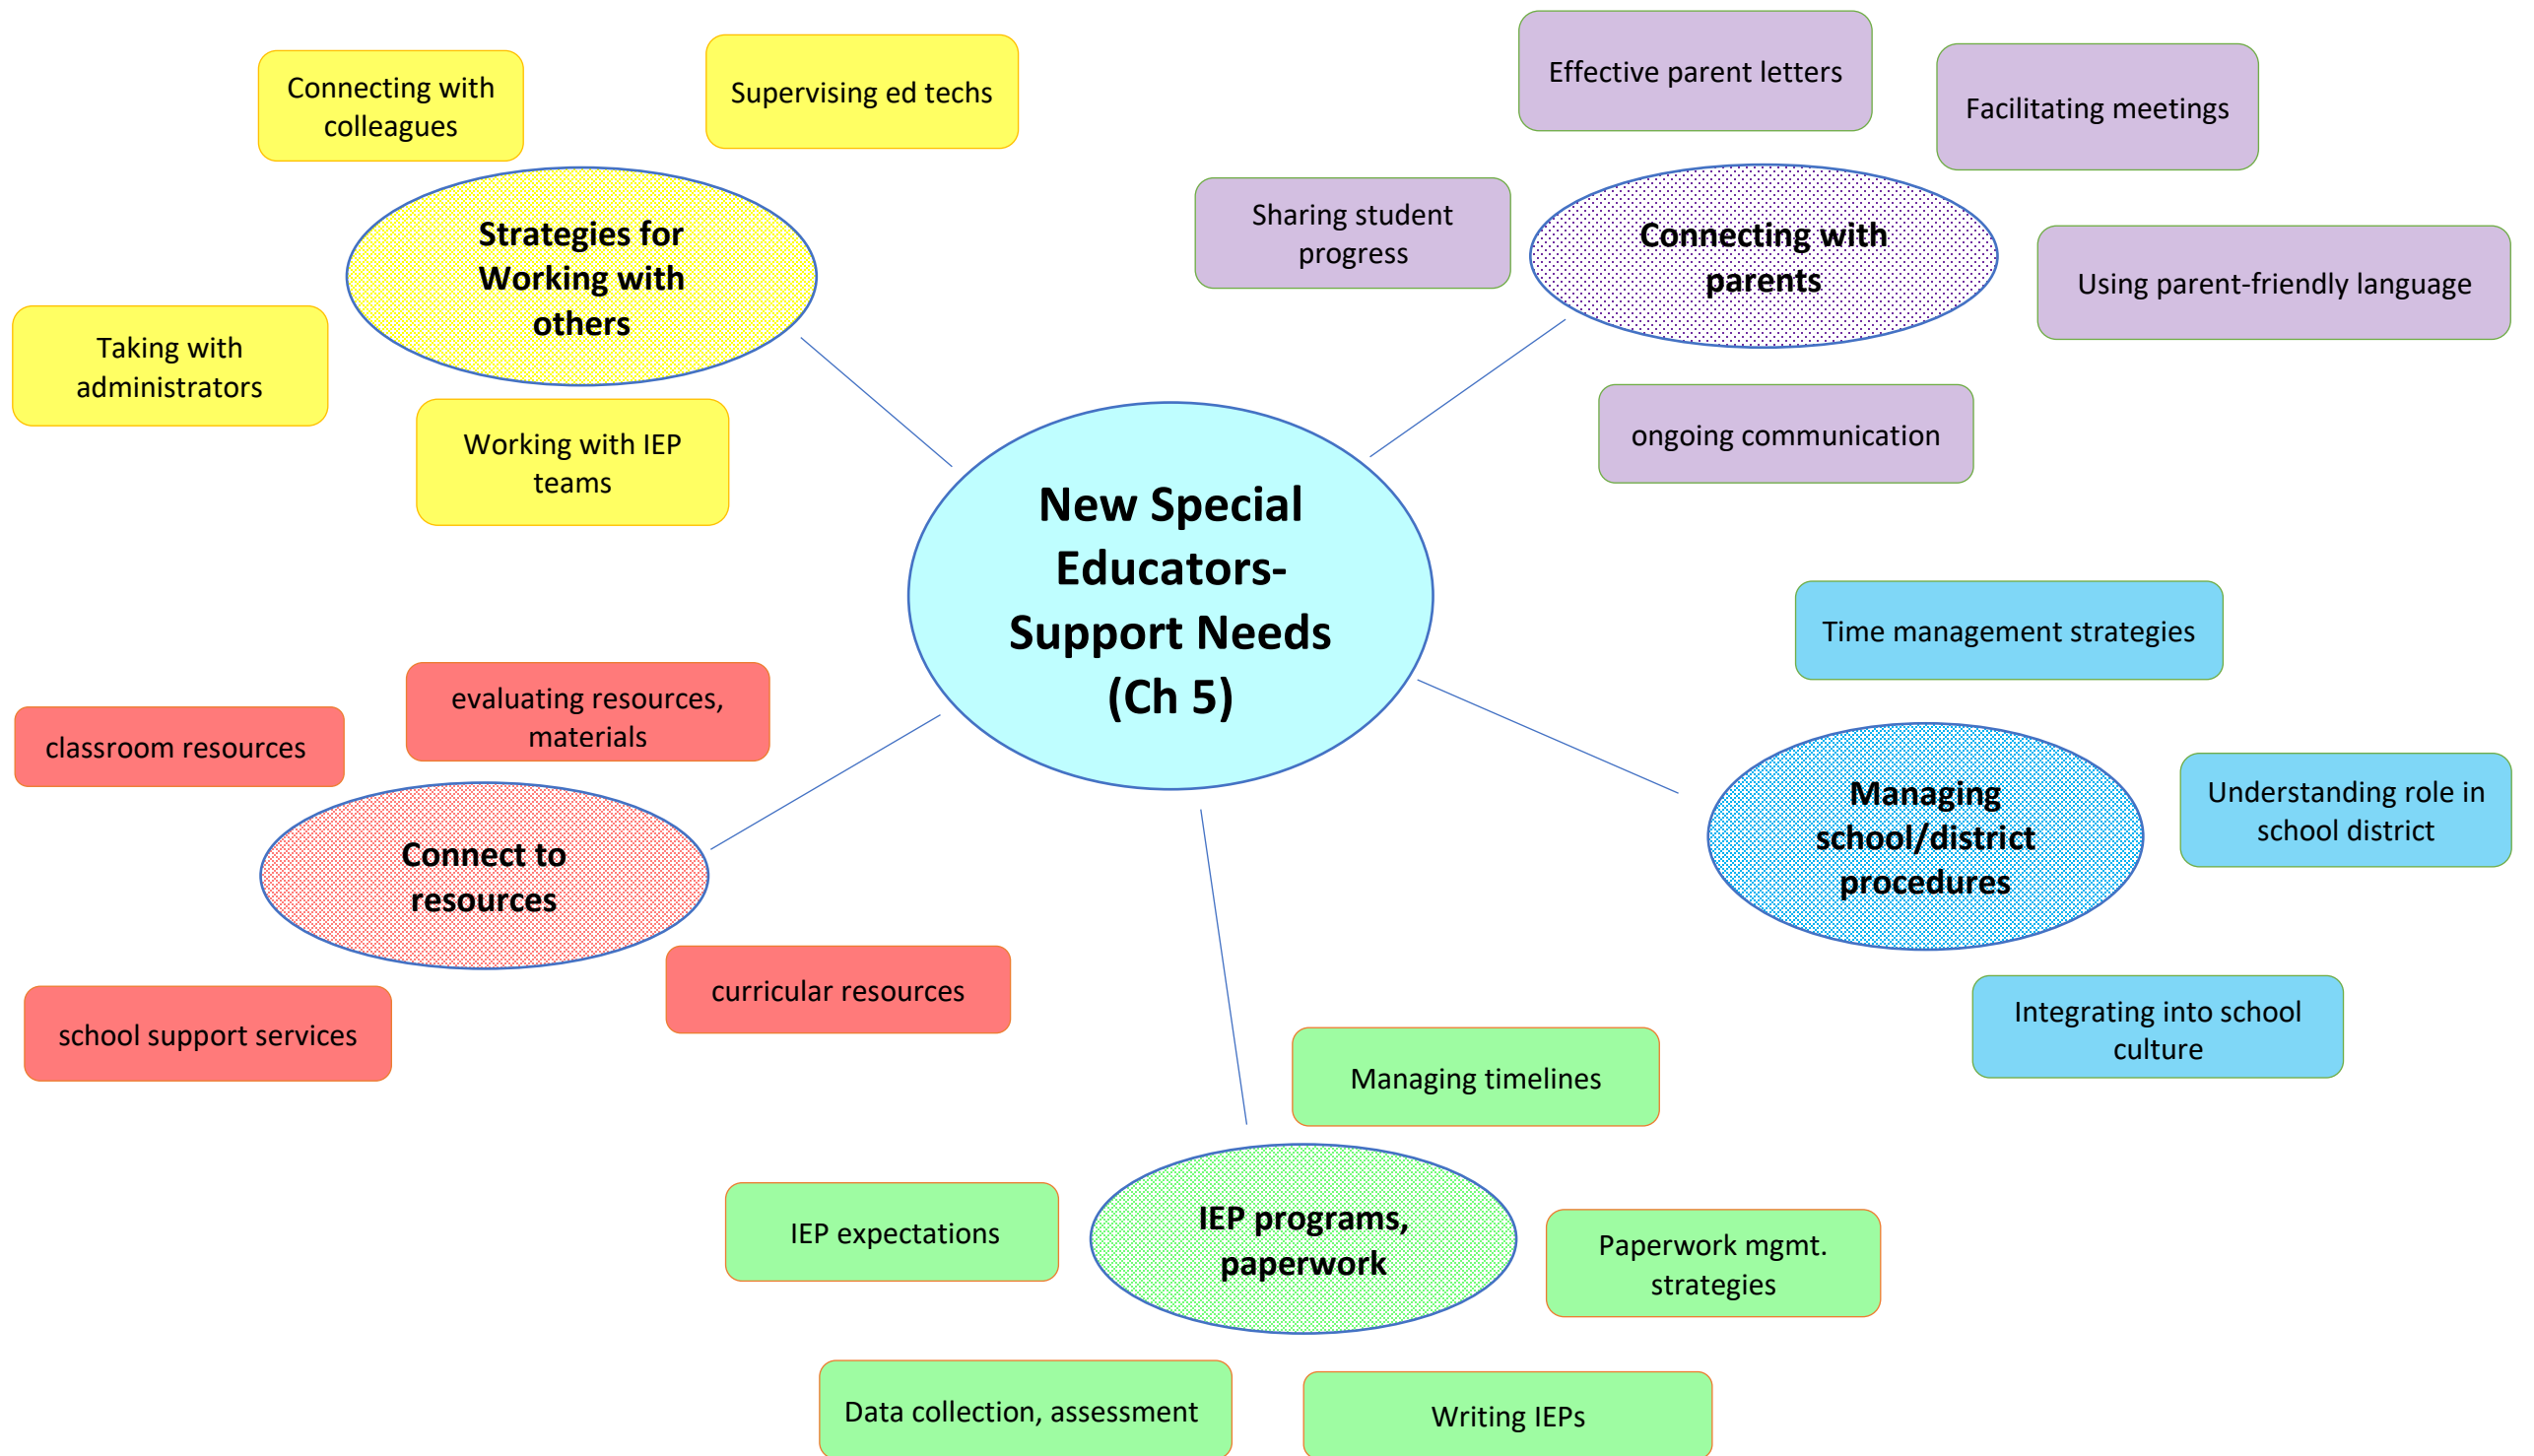 Connecting with
colleagues
Supervising ed techs
Strategies for
Working with
others
Taking with
administrators
Working with IEP
teams
Effective parent letters
Facilitating meetings
Sharing student
progress
Connecting with
parents
Using parent-friendly language
ongoing communication
New Special
Educators-
Support Needs
(Ch 5)
Time management strategies
Managing
school/district
procedures
Understanding role in
school district
Integrating into school
culture
evaluating resources,
materials
classroom resources
Connect to
resources
curricular resources
school support services
Managing timelines
IEP expectations
IEP programs,
paperwork
Paperwork mgmt.
strategies
Data collection, assessment
Writing IEPs